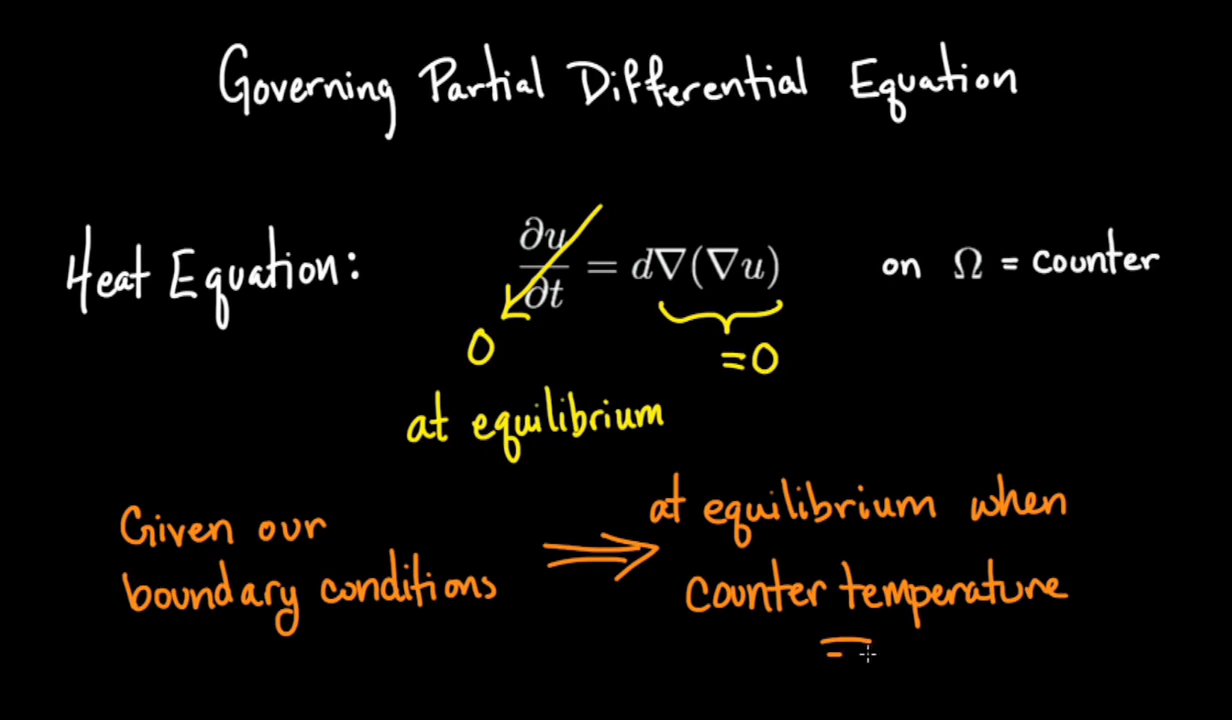 Governing Partial Differential Equation
Heat Equation: ∂u/∂t = d∇(∇u) on Ω = counter
0 =0
at equilibrium
Given our boundary conditions ⟹ at equilibrium when counter temperature
=